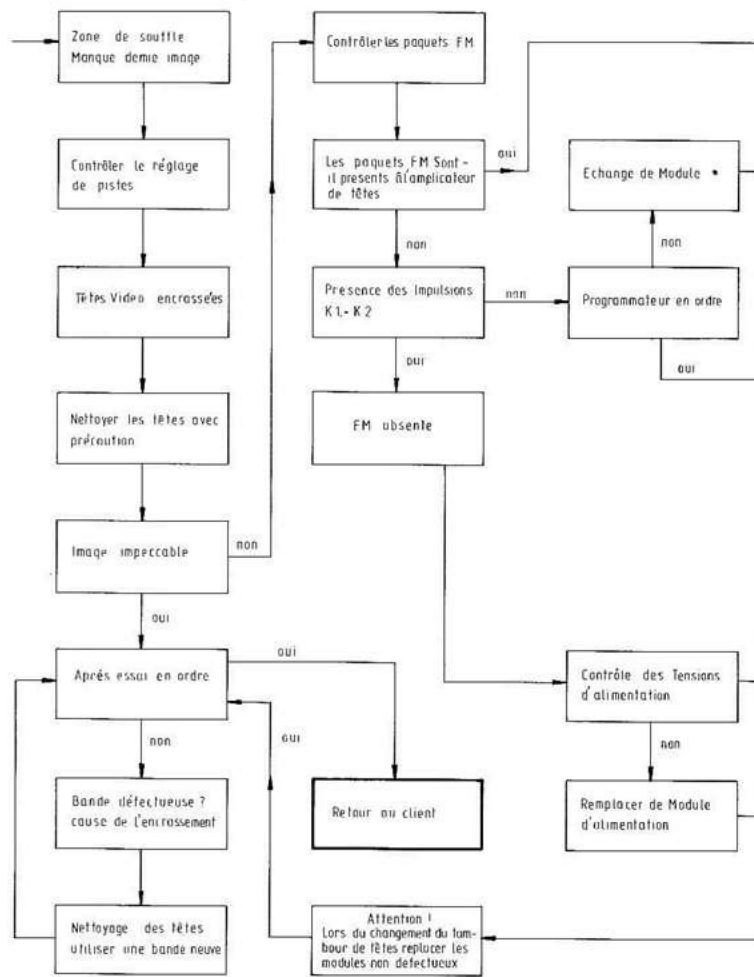 Zone de souffle
Manque demie image
Contrôler le réglage
de pistes
Têtes Video encrassées
Nettoyer les têtes avec
précaution
Image impeccable
non
oui
Après essai en ordre
oui
non
Bande défectueuse ?
cause de l'encrassement
Nettoyage des têtes
utiliser une bande neuve
Contrôler les paquets FM
Les paquets FM Sont-
il presents à l'amplicateur
de têtes
oui
non
Presence des Impulsions
K1.- K2
non
oui
FM absente
Echange de Module *
non
Programmateur en ordre
oui
Contrôle des Tensions
d'alimentation
non
Remplacer de Module
d'alimentation
Retour au client
oui
Attention !
Lors du changement du tam-
bour de têtes replacer les
modules non defectueux